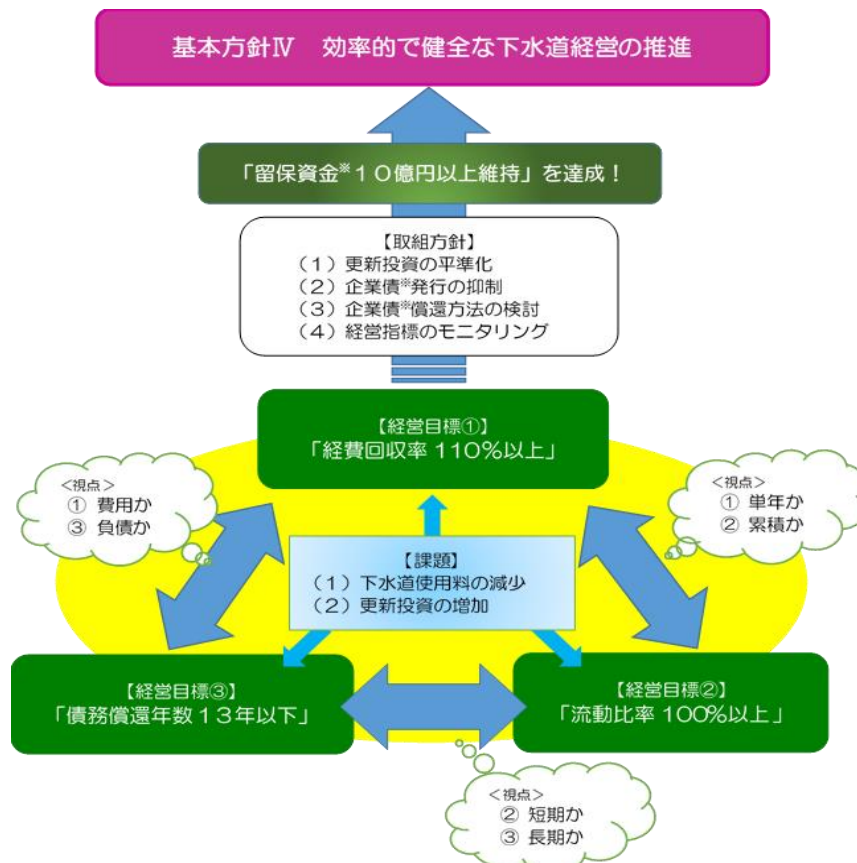 基本方針Ⅳ　効率的で健全な下水道経営の推進
「留保資金※１０億円以上維持」を達成！
【取組方針】
（１）更新投資の平準化
（２）企業債※発行の抑制
（３）企業債※償還方法の検討
（４）経営指標のモニタリング
【経営目標①】
「経費回収率 110％以上」
＜視点＞
① 費用か
③ 負債か
＜視点＞
① 単年か
② 累積か
【課題】
（１）下水道使用料の減少
（２）更新投資の増加
【経営目標③】
「債務償還年数１３年以下」
【経営目標②】
「流動比率 100％以上」
＜視点＞
② 短期か
③ 長期か